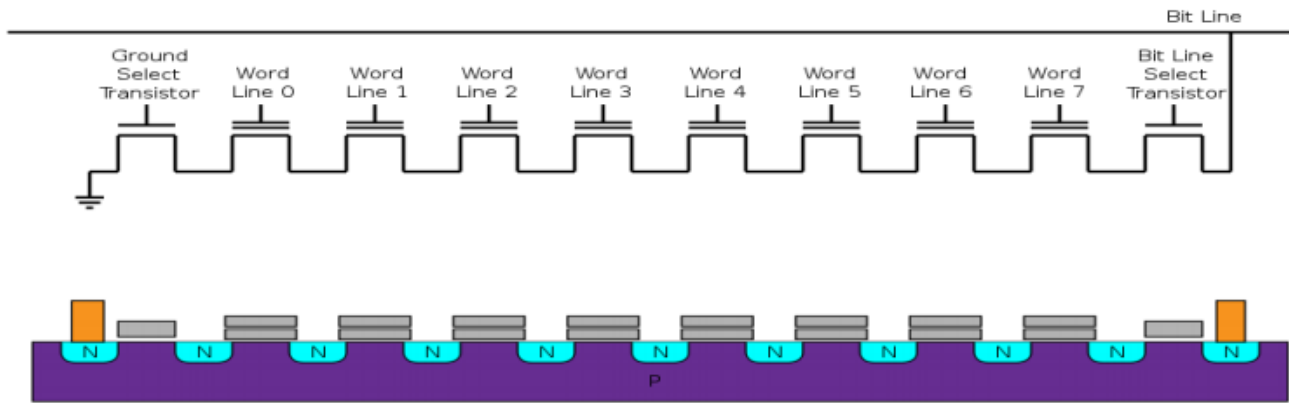 Bit Line
Ground
Select
Transistor
Word
Line 0
Word
Line 1
Word
Line 2
Word
Line 3
Word
Line 4
Word
Line 5
Word
Line 6
Word
Line 7
Bit Line
Select
Transistor
N
N
N
N
N
N
N
N
N
N
N
P